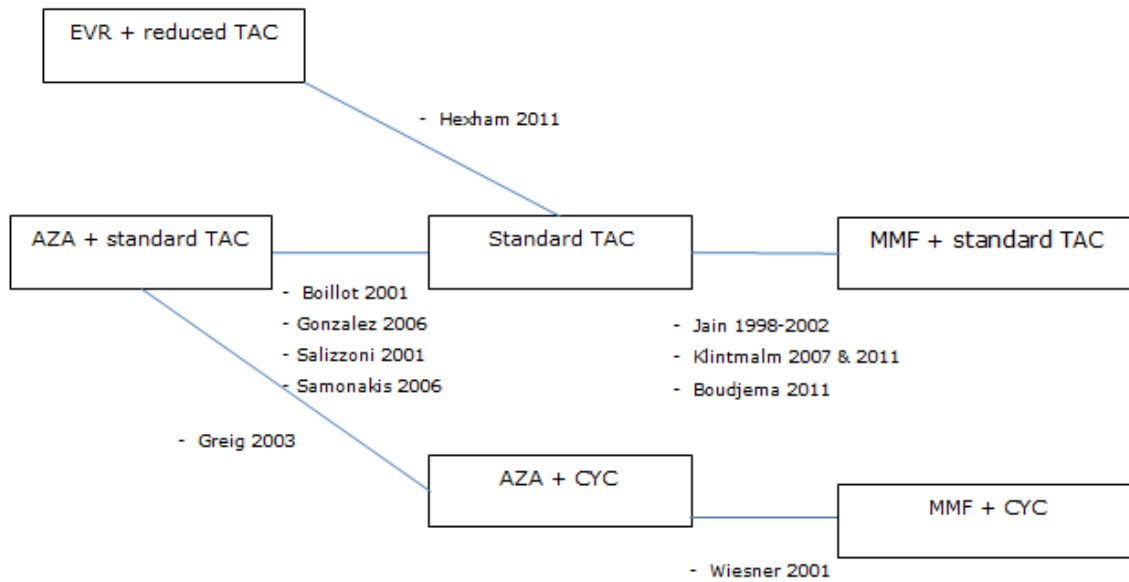 EVR + reduced TAC
- Hexham 2011
AZA + standard TAC
Standard TAC
MMF + standard TAC
- Boillot 2001
- Gonzalez 2006
- Salizzoni 2001
- Samonakis 2006
- Jain 1998-2002
- Klintmalm 2007 & 2011
- Boudjema 2011
- Greig 2003
AZA + CYC
MMF + CYC
- Wiesner 2001